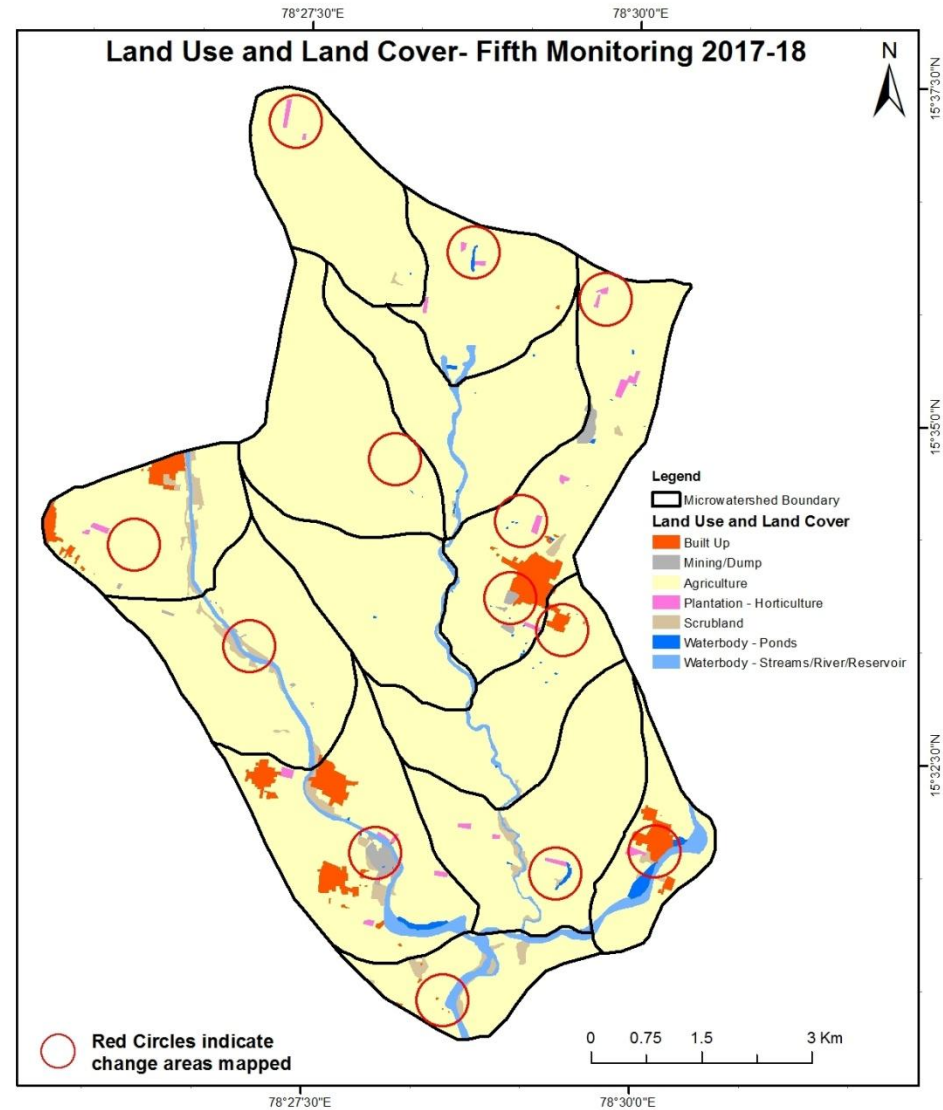 78°27'30"E
78°30'0"E
Land Use and Land Cover- Fifth Monitoring 2017-18
N
15°37'30"N
15°35'0"N
Legend
Microwatershed Boundary
Land Use and Land Cover
Built Up
Mining/Dump
Agriculture
Plantation - Horticulture
Scrubland
Waterbody - Ponds
Waterbody - Streams/River/Reservoir
15°32'30"N
Red Circles indicate
change areas mapped
0 0.75 1.5 3 Km
78°27'30"E
78°30'0"E